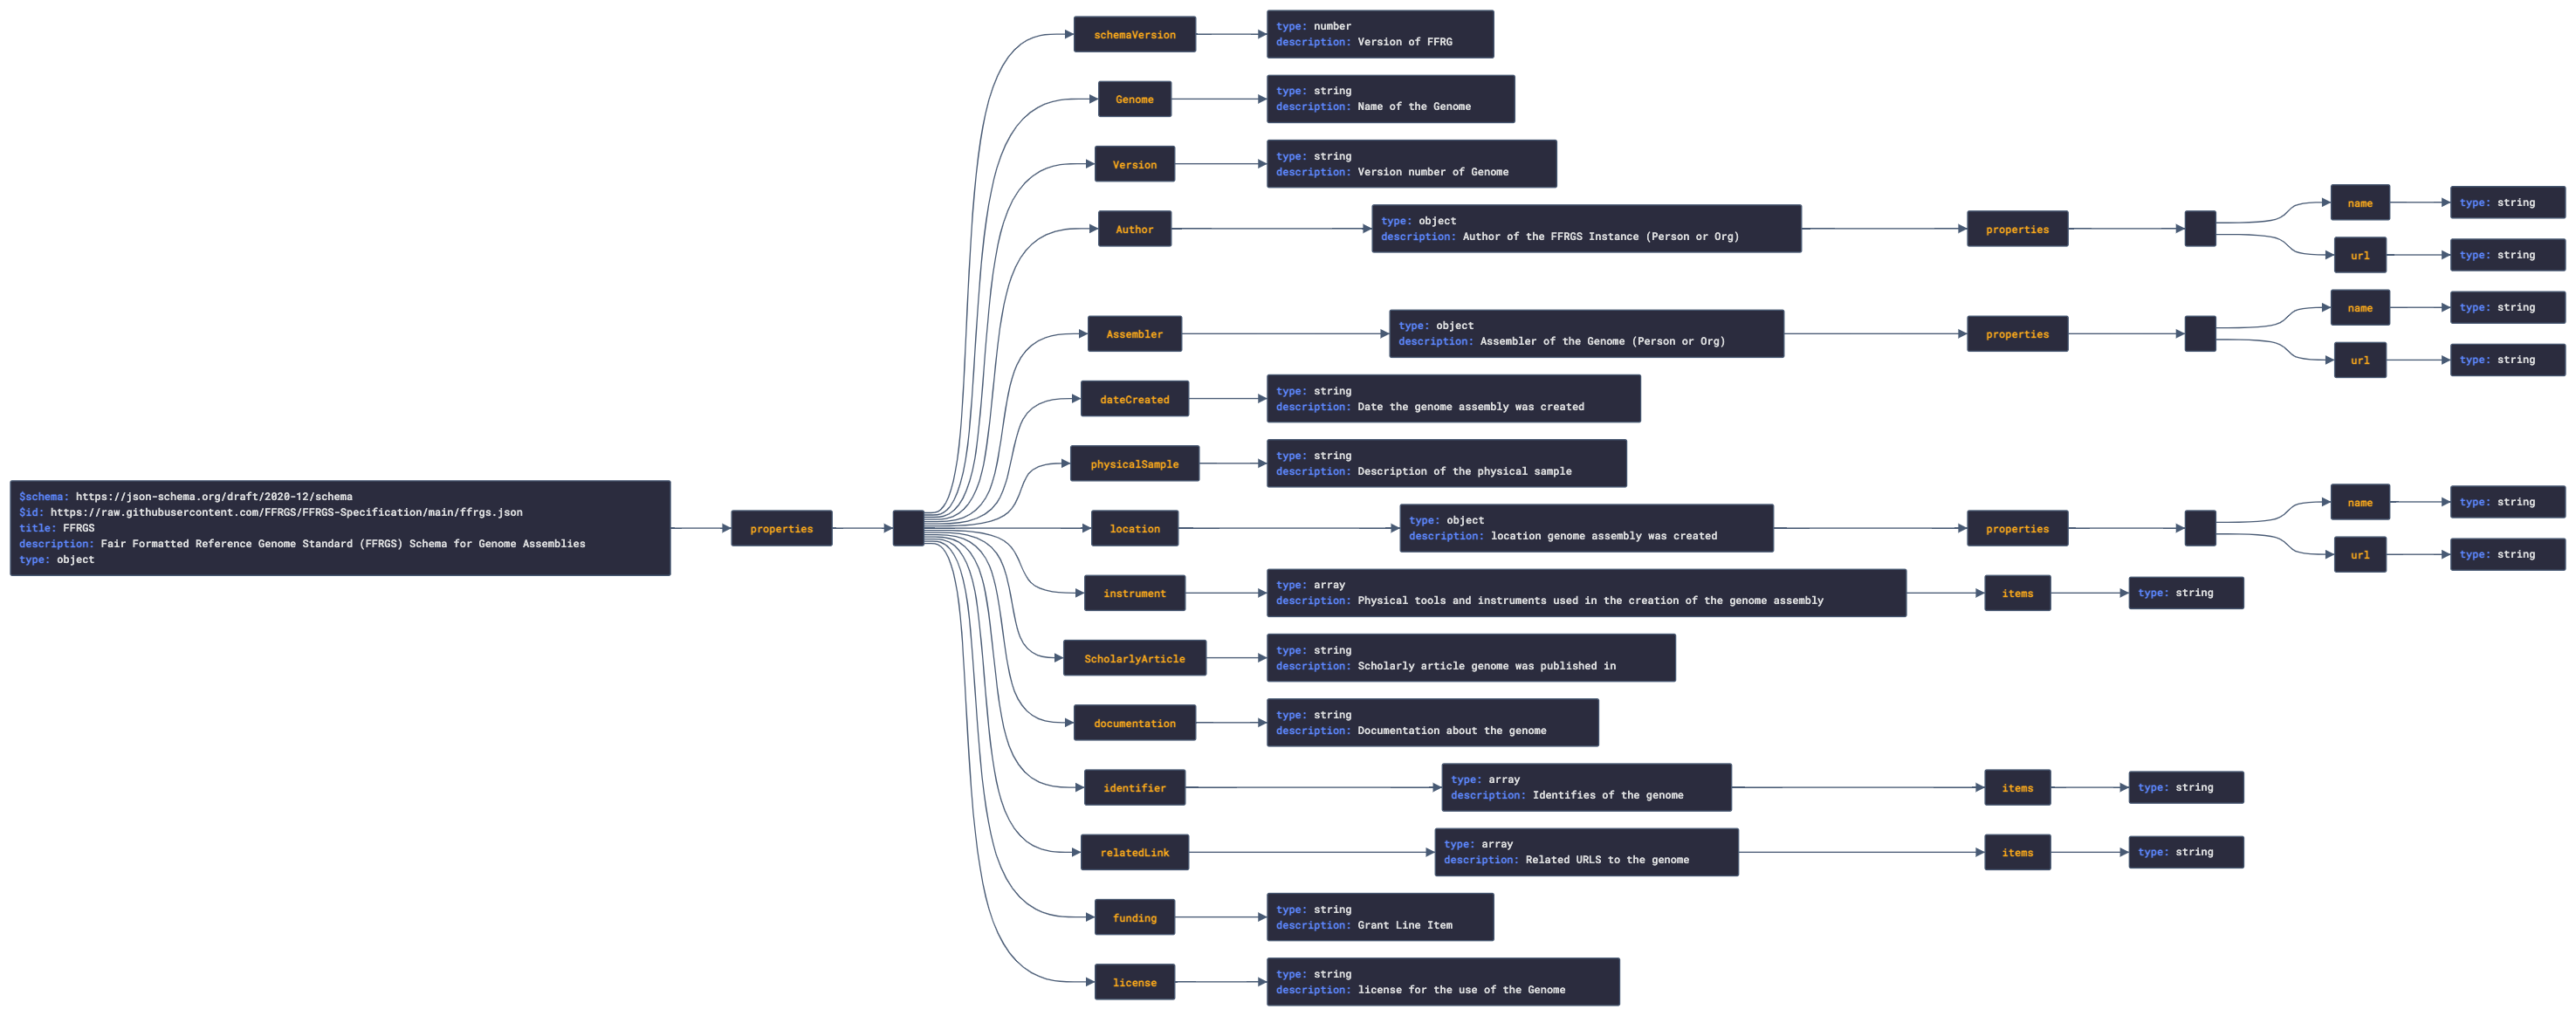 $schema: https://json-schema.org/draft/2020-12/schema
$id: https://raw.githubusercontent.com/FFRGS/FFRGS-Specification/main/ffrgs.json
title: FFRGS
description: Fair Formatted Reference Genome Standard (FFRGS) Schema for Genome Assemblies
type: object
properties
schemaVersion
type: number
description: Version of FFRG
Genome
type: string
description: Name of the Genome
Version
type: string
description: Version number of Genome
Author
type: object
description: Author of the FFRGS Instance (Person or Org)
properties
name
type: string
url
type: string
Assembler
type: object
description: Assembler of the Genome (Person or Org)
properties
name
type: string
url
type: string
dateCreated
type: string
description: Date the genome assembly was created
physicalSample
type: string
description: Description of the physical sample
location
type: object
description: location genome assembly was created
properties
name
type: string
url
type: string
instrument
type: array
description: Physical tools and instruments used in the creation of the genome assembly
items
type: string
ScholarlyArticle
type: string
description: Scholarly article genome was published in
documentation
type: string
description: Documentation about the genome
identifier
type: array
description: Identifies of the genome
items
type: string
relatedLink
type: array
description: Related URLS to the genome
items
type: string
funding
type: string
description: Grant Line Item
license
type: string
description: license for the use of the Genome